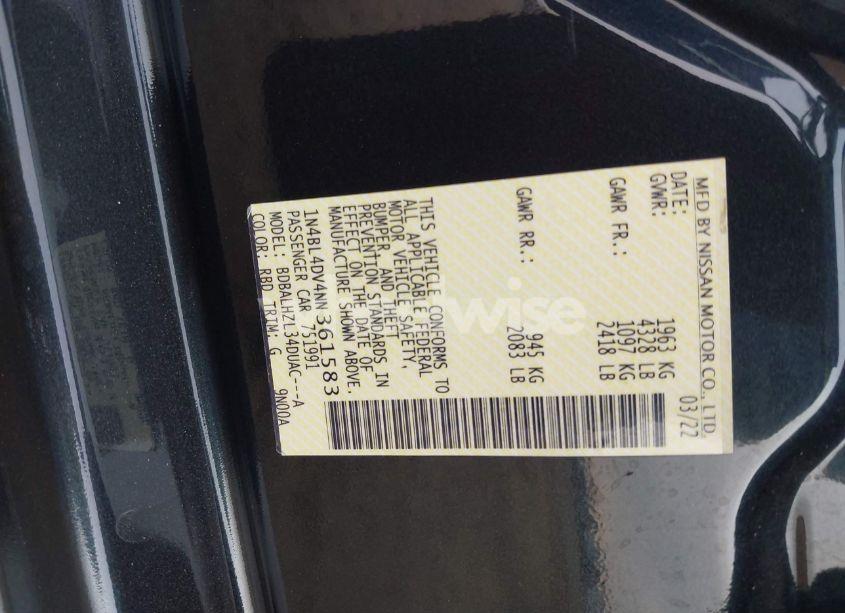 MFD BY NISSAN MOTOR CO., LTD.
DATE: 03/22
GVWR: 1963 KG
4328 LB
GAWR FR.: 1097 KG
2418 LB
GAWR RR.: 945 KG
2083 LB
THIS VEHICLE CONFORMS TO
ALL APPLICABLE FEDERAL
MOTOR VEHICLE SAFETY,
BUMPER, AND THEFT
PREVENTION STANDARDS IN
EFFECT ON THE DATE OF
MANUFACTURE SHOWN ABOVE.
1N4BL4DV4NN361583
PASSENGER CAR 751991
MODEL: BDBALHZL34DUAC---A
COLOR: RBD TRIM: G 9N00A